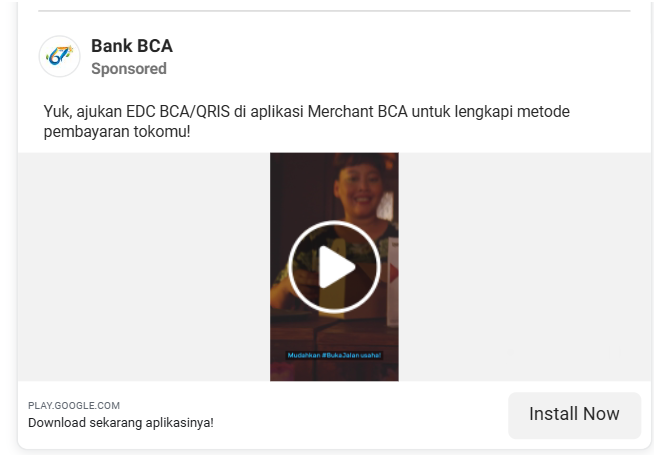 67
Bank BCA
Sponsored
Yuk, ajukan EDC BCA/QRIS di aplikasi Merchant BCA untuk lengkapi metode
pembayaran tokomu!
Mudahkan #BukaJalan usaha!
PLAY.GOOGLE.COM
Download sekarang aplikasinya!
Install Now